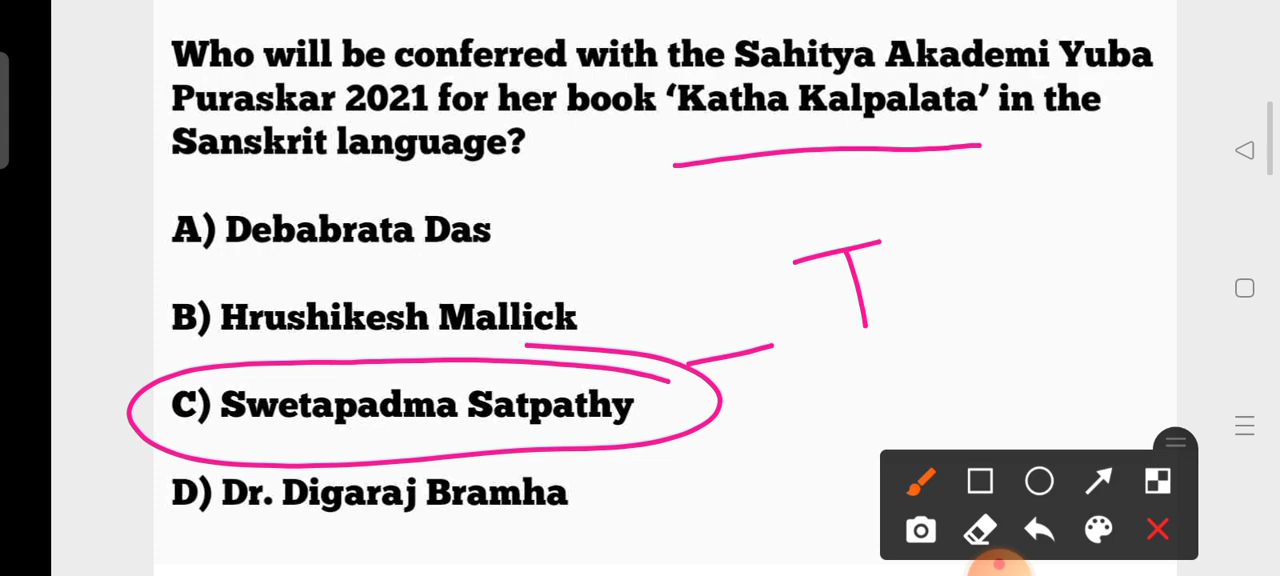 Who will be conferred with the Sahitya Akademi Yuba
Puraskar 2021 for her book ‘Katha Kalpalata’ in the
Sanskrit language?
A) Debabrata Das
B) Hrushikesh Mallick
C) Swetapadma Satpathy
D) Dr. Digaraj Bramha